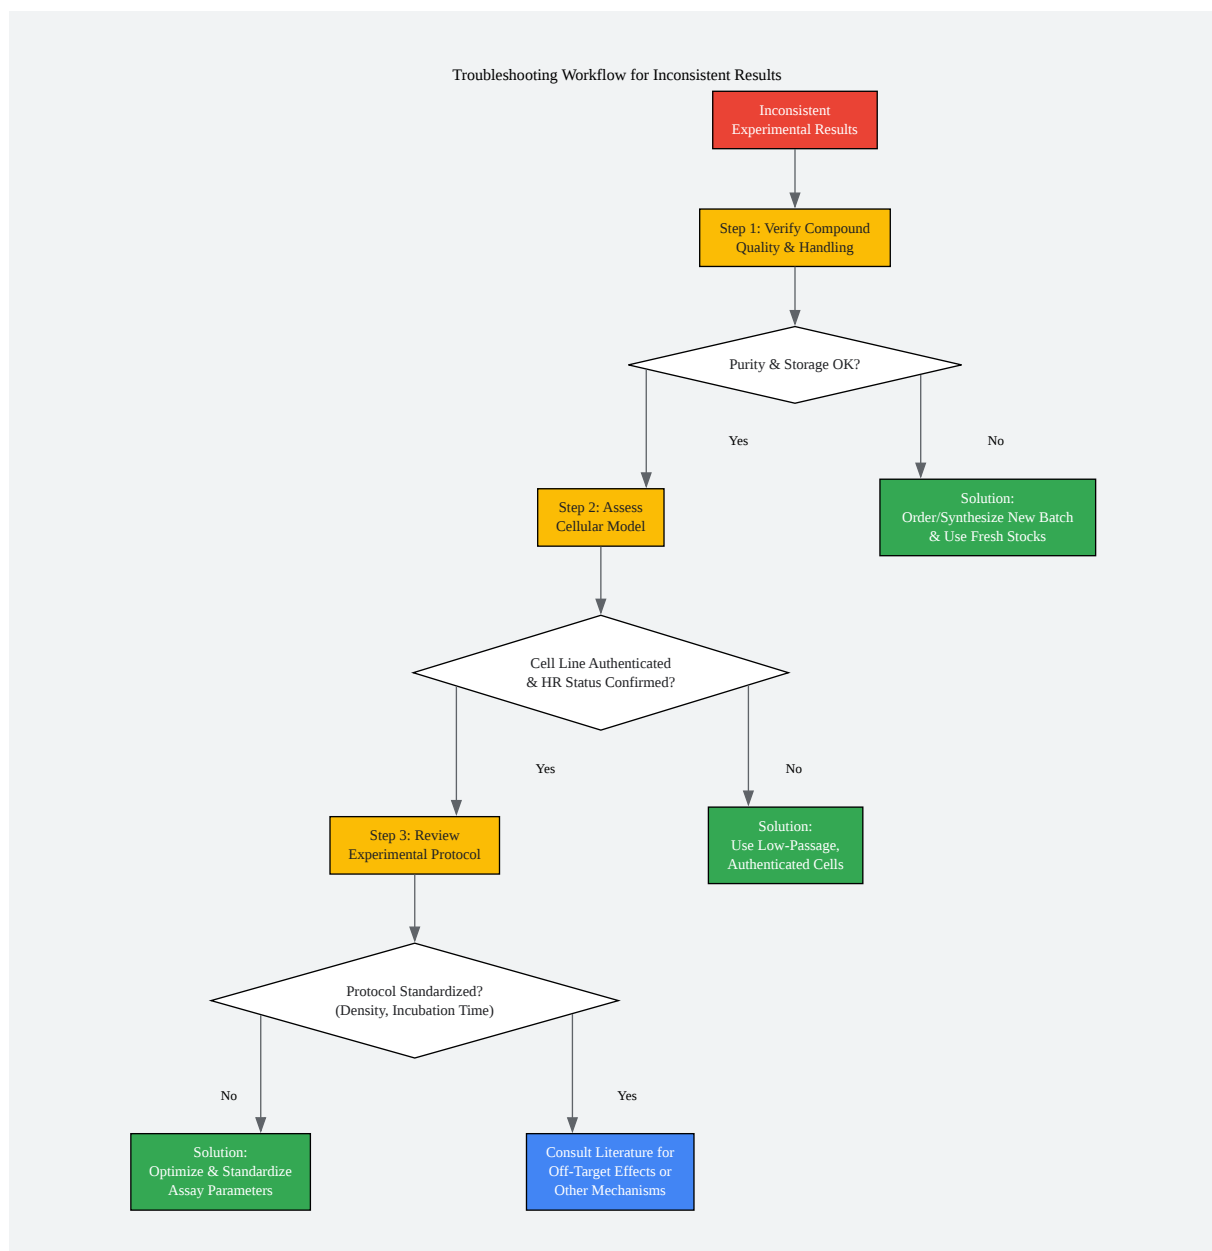 Troubleshooting Workflow for Inconsistent Results
Inconsistent
Experimental Results
Step 1: Verify Compound
Quality & Handling
Purity & Storage OK?
Yes
No
Step 2: Assess
Cellular Model
Solution:
Order/Synthesize New Batch
& Use Fresh Stocks
Cell Line Authenticated
& HR Status Confirmed?
Yes
No
Step 3: Review
Experimental Protocol
Solution:
Use Low-Passage,
Authenticated Cells
Protocol Standardized?
(Density, Incubation Time)
No
Yes
Solution:
Optimize & Standardize
Assay Parameters
Consult Literature for
Off-Target Effects or
Other Mechanisms